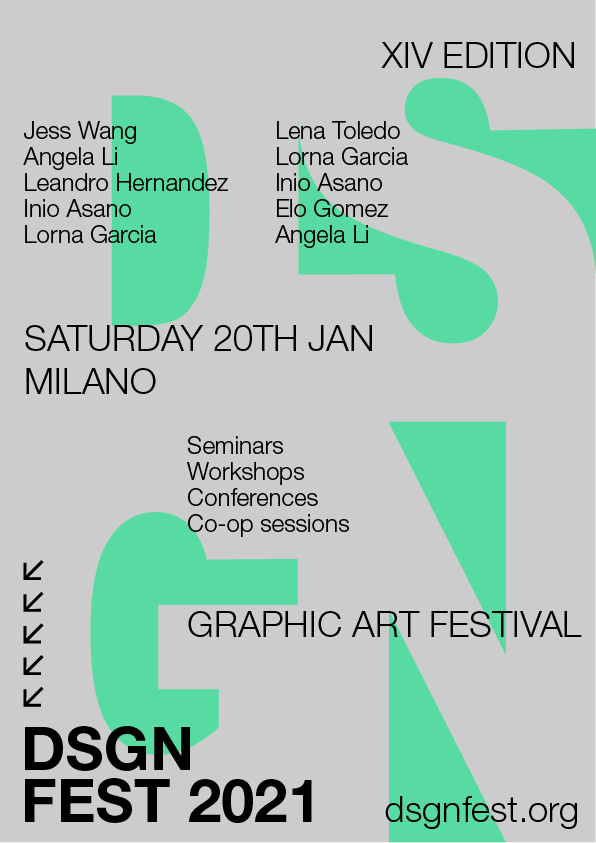 XIV EDITION
Jess Wang
Angela Li
Leandro Hernandez
Inio Asano
Lorna Garcia
Lena Toledo
Lorna Garcia
Inio Asano
Elo Gomez
Angela Li
SATURDAY 20TH JAN
MILANO
Seminars
Workshops
Conferences
Co-op sessions
GRAPHIC ART FESTIVAL
DSGN
FEST 2021
dsgnfest.org
DS
GN